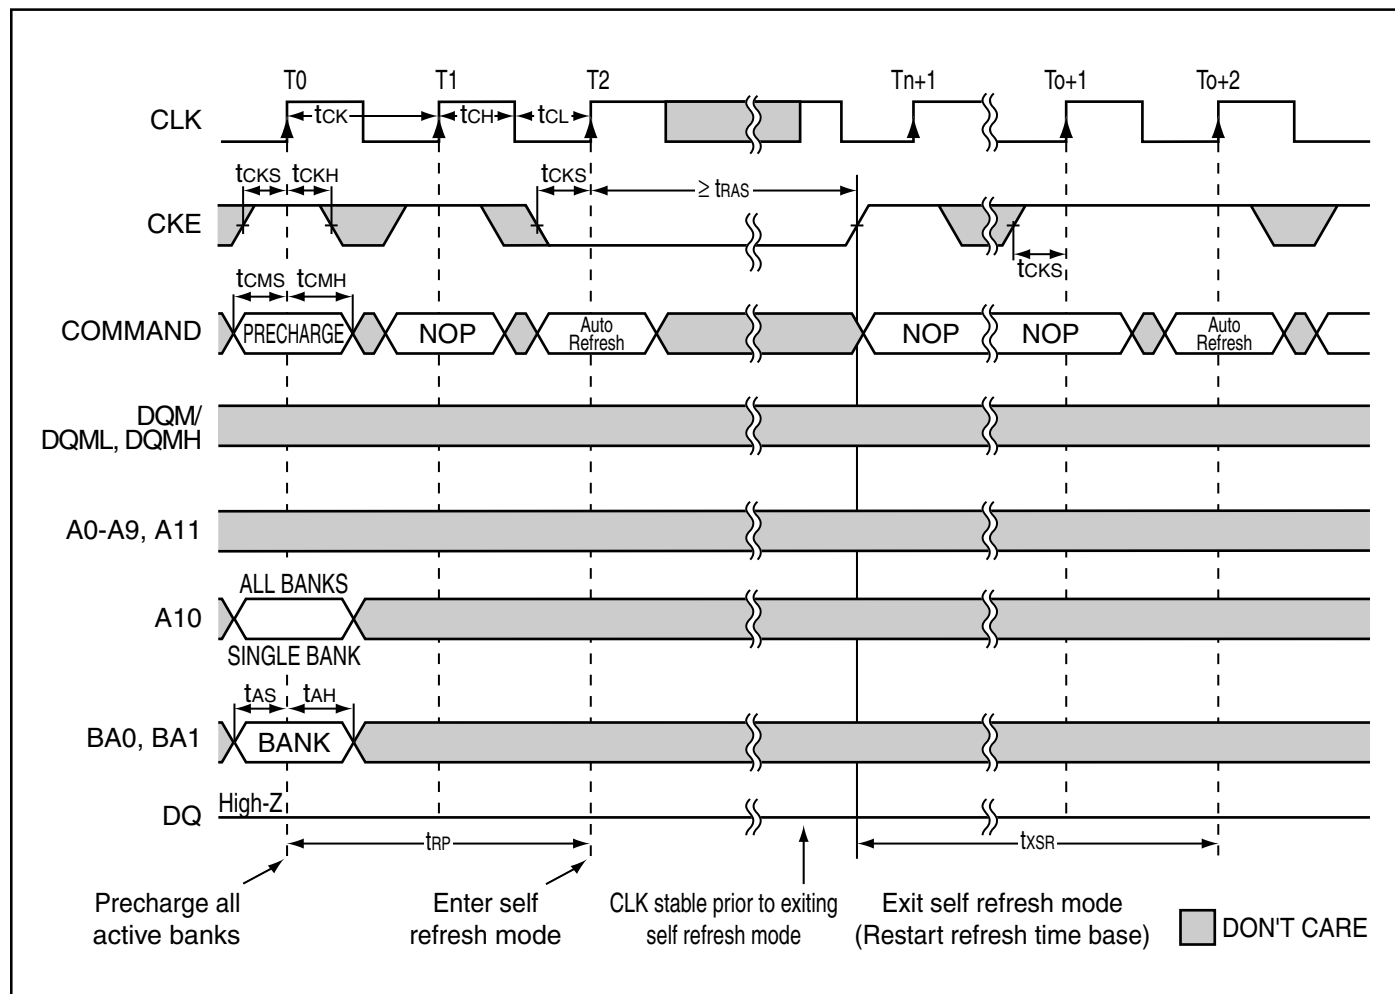 T0 T1 T2 Tn+1 To+1 To+2
CLK tCK tCH tCL
tCKS tCKH tCKS ≥ tRAS
CKE
tCKS
tCMS tCMH
COMMAND PRECHARGE NOP Auto Refresh NOP NOP Auto Refresh
DQM/
DQML, DQMH
A0-A9, A11
ALL BANKS
A10
SINGLE BANK
tAS tAH
BA0, BA1 BANK
High-Z
DQ
tRP tXSR
Precharge all
active banks
Enter self
refresh mode
CLK stable prior to exiting
self refresh mode
Exit self refresh mode
(Restart refresh time base)
DON'T CARE